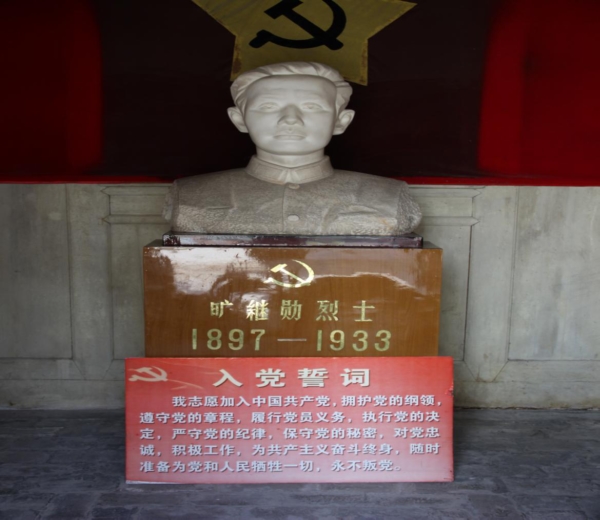 旷继勋烈士
1897—1933
入党誓词
我志愿加入中国共产党，拥护党的纲领，
遵守党的章程，履行党员义务，执行党的决
定，严守党的纪律，保守党的秘密，对党忠
诚，积极工作，为共产主义奋斗终身，随时
准备为党和人民牺牲一切，永不叛党。